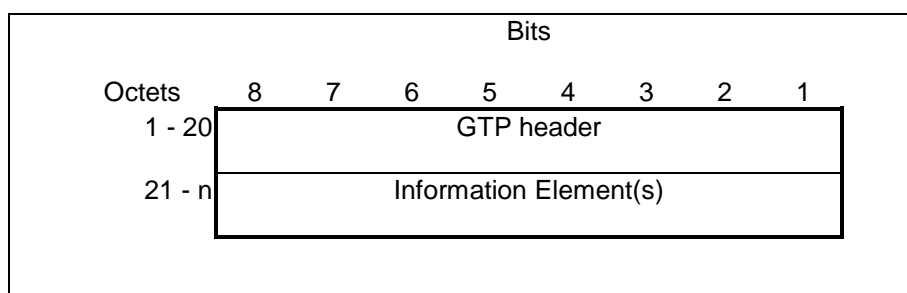 Bits
Octets 8 7 6 5 4 3 2 1
1 - 20 GTP header
21 - n Information Element(s)